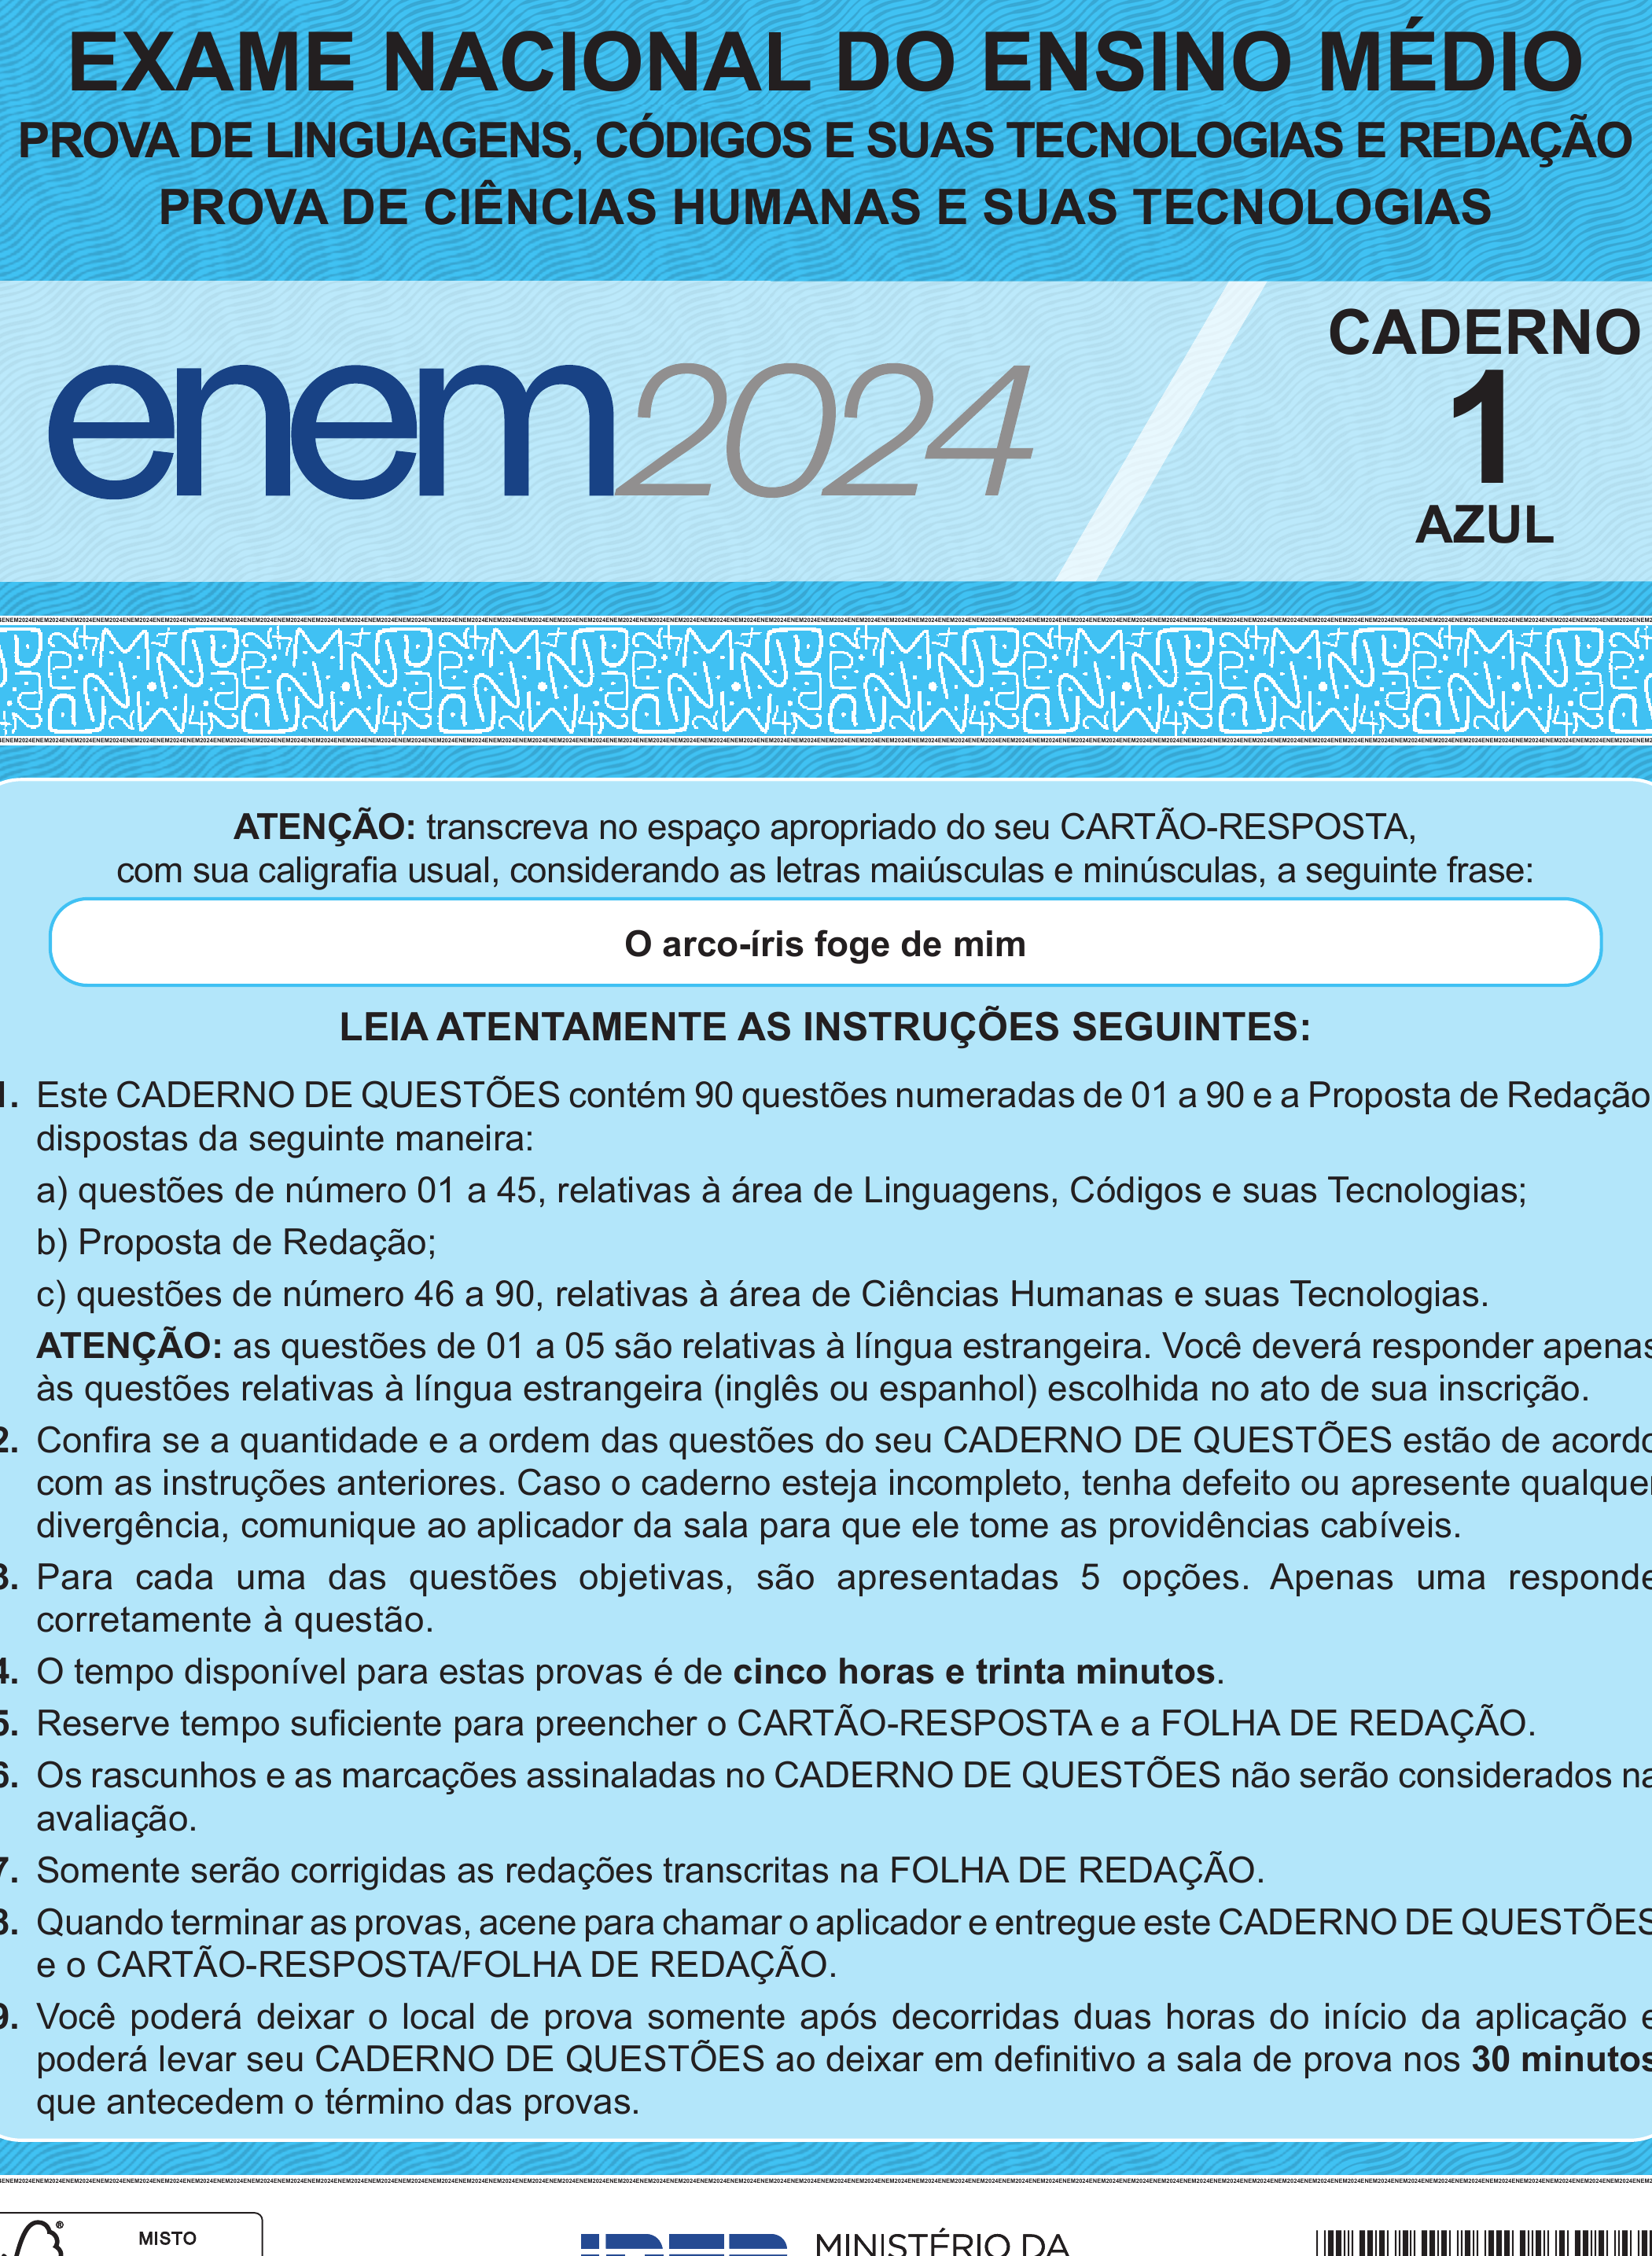 EXAME NACIONAL DO ENSINO MÉDIO
PROVA DE LINGUAGENS, CÓDIGOS E SUAS TECNOLOGIAS E REDAÇÃO
PROVA DE CIÊNCIAS HUMANAS E SUAS TECNOLOGIAS
enem2024
CADERNO
1
AZUL
ATENÇÃO: transcreva no espaço apropriado do seu CARTÃO-RESPOSTA,
com sua caligrafia usual, considerando as letras maiúsculas e minúsculas, a seguinte frase:
O arco-íris foge de mim
LEIA ATENTAMENTE AS INSTRUÇÕES SEGUINTES:
1. Este CADERNO DE QUESTÕES contém 90 questões numeradas de 01 a 90 e a Proposta de Redação
dispostas da seguinte maneira:
a) questões de número 01 a 45, relativas à área de Linguagens, Códigos e suas Tecnologias;
b) Proposta de Redação;
c) questões de número 46 a 90, relativas à área de Ciências Humanas e suas Tecnologias.
ATENÇÃO: as questões de 01 a 05 são relativas à língua estrangeira. Você deverá responder apenas
às questões relativas à língua estrangeira (inglês ou espanhol) escolhida no ato de sua inscrição.
2. Confira se a quantidade e a ordem das questões do seu CADERNO DE QUESTÕES estão de acordo
com as instruções anteriores. Caso o caderno esteja incompleto, tenha defeito ou apresente qualquer
divergência, comunique ao aplicador da sala para que ele tome as providências cabíveis.
3. Para cada uma das questões objetivas, são apresentadas 5 opções. Apenas uma responde
corretamente à questão.
4. O tempo disponível para estas provas é de cinco horas e trinta minutos.
5. Reserve tempo suficiente para preencher o CARTÃO-RESPOSTA e a FOLHA DE REDAÇÃO.
6. Os rascunhos e as marcações assinaladas no CADERNO DE QUESTÕES não serão considerados na
avaliação.
7. Somente serão corrigidas as redações transcritas na FOLHA DE REDAÇÃO.
8. Quando terminar as provas, acene para chamar o aplicador e entregue este CADERNO DE QUESTÕES
e o CARTÃO-RESPOSTA/FOLHA DE REDAÇÃO.
9. Você poderá deixar o local de prova somente após decorridas duas horas do início da aplicação e
poderá levar seu CADERNO DE QUESTÕES ao deixar em definitivo a sala de prova nos 30 minutos
que antecedem o término das provas.
MISTO
MINISTÉRIO DA